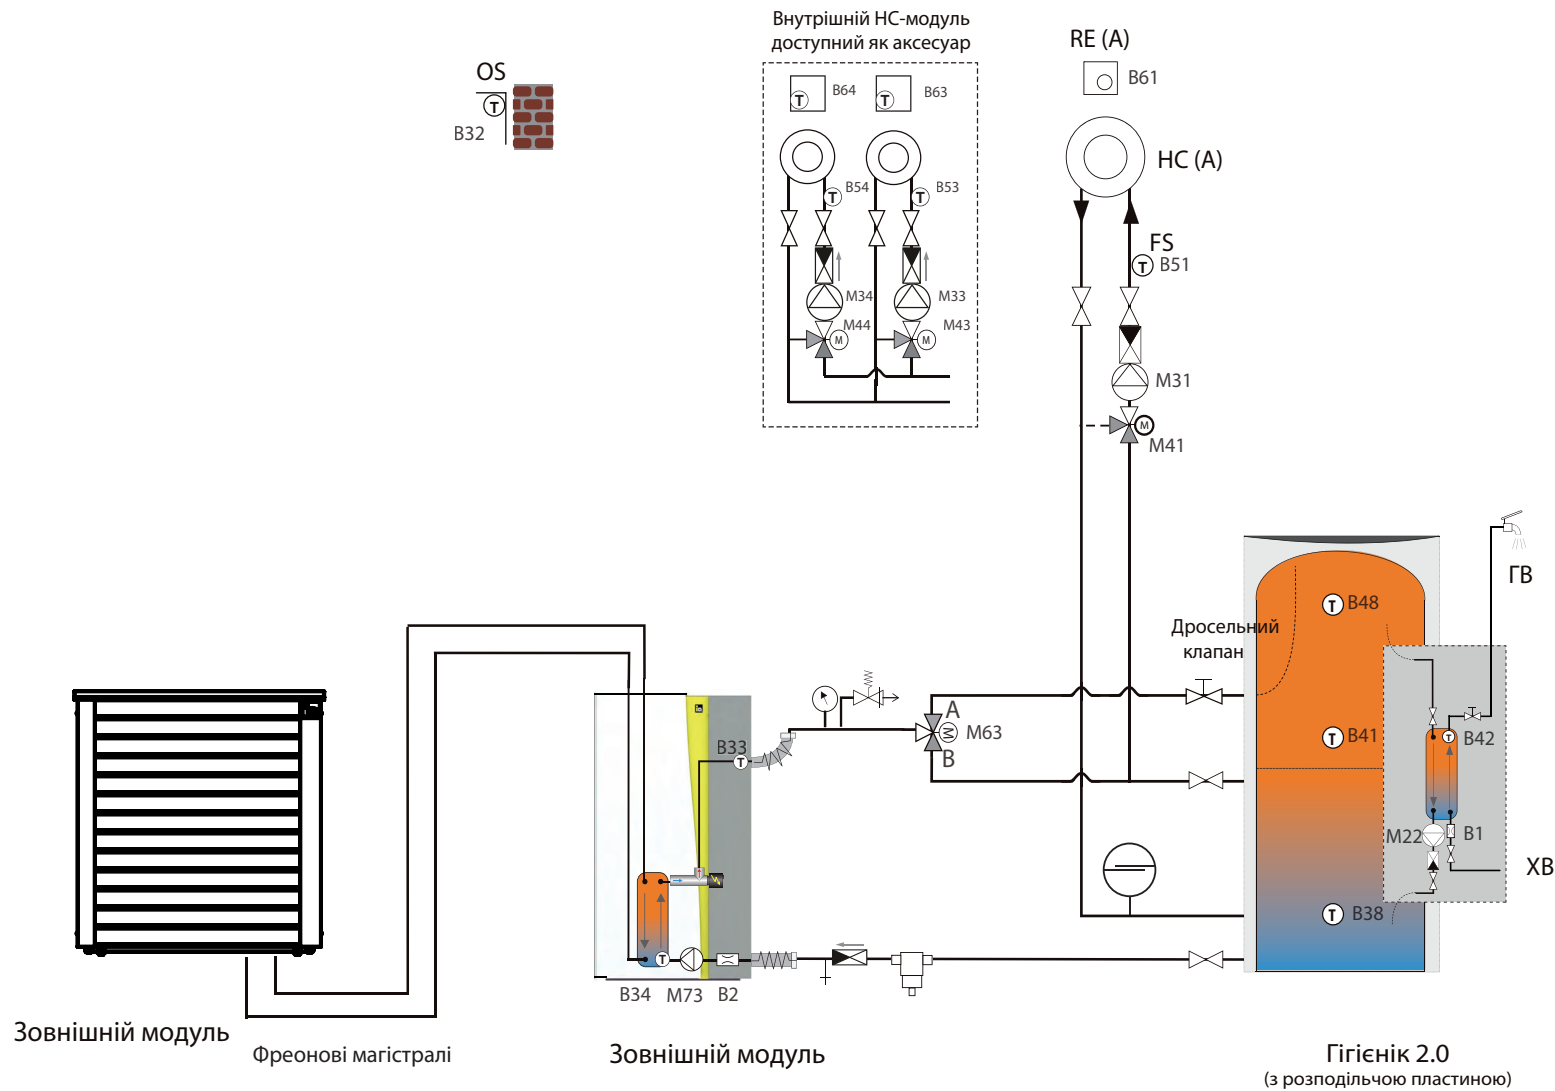 Внутрішній НС-модуль
доступний як аксесуар
RE (A)
B61
OS
B32
B64
B63
HC (A)
B54
B53
FS
B51
M34
M33
M44
M43
M
M
M31
M
M41
ГВ
B48
Дросельний
клапан
A
M63
M
B
B41
B42
B33
M22
B1
ХВ
B38
B34
M73
B2
Зовнішній модуль
Фреонові магістралі
Зовнішній модуль
Гігієнік 2.0
(з розподільчою пластиною)
T
T
T
T
T
T
T
T
T
T
T
T